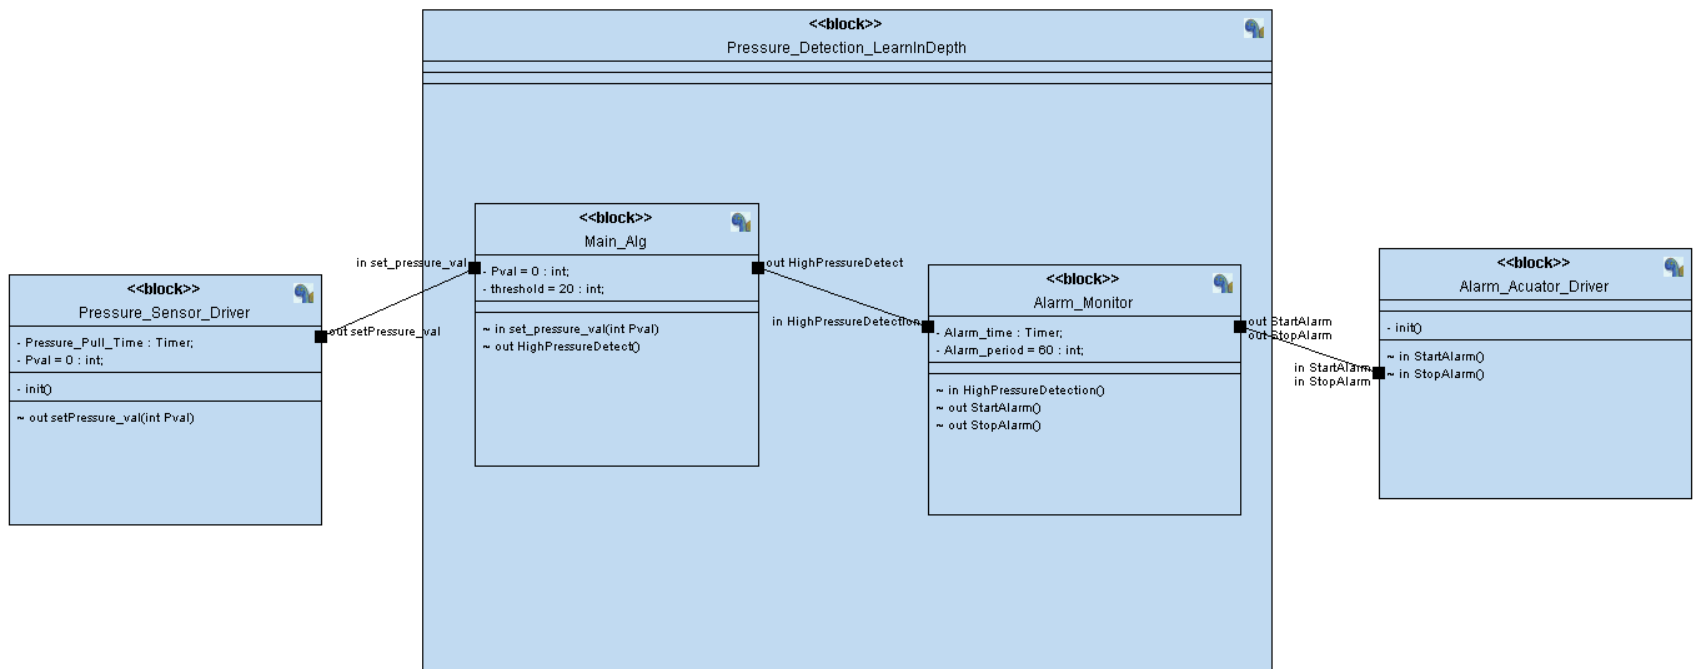 <<block>>
Pressure_Detection_LearnInDepth
<<block>>
Pressure_Sensor_Driver
- Pressure_Pull_Time : Timer;
- Pval = 0 : int;
- init()
~ out setPressure_val(int Pval)
out setPressure_val
in set_pressure_val
<<block>>
Main_Alg
- Pval = 0 : int;
- threshold = 20 : int;
~ in set_pressure_val(int Pval)
~ out HighPressureDetect()
out HighPressureDetect
in HighPressureDetection
<<block>>
Alarm_Monitor
- Alarm_time : Timer;
- Alarm_period = 60 : int;
~ in HighPressureDetection()
~ out StartAlarm()
~ out StopAlarm()
out StartAlarm
out StopAlarm
in StartAlarm
in StopAlarm
<<block>>
Alarm_Acuator_Driver
- init()
~ in StartAlarm()
~ in StopAlarm()